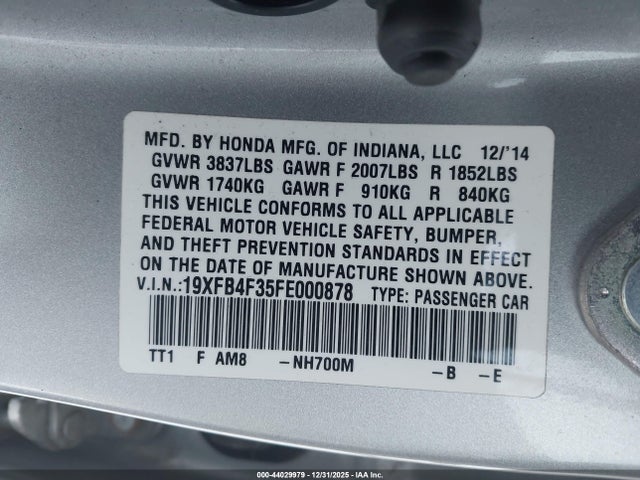 MFD. BY HONDA MFG. OF INDIANA, LLC 12/'14
GVWR 3837LBS GAWR F 2007LBS R 1852LBS
GVWR 1740KG GAWR F 910KG R 840KG
THIS VEHICLE CONFORMS TO ALL APPLICABLE
FEDERAL MOTOR VEHICLE SAFETY, BUMPER,
AND THEFT PREVENTION STANDARDS IN EFFECT
ON THE DATE OF MANUFACTURE SHOWN ABOVE.
V.I.N.:19XFB4F35FE000878 TYPE: PASSENGER CAR
TT1 F AM8 -NH700M -B -E
000-44029979 - 12/31/2025 - IAA Inc.